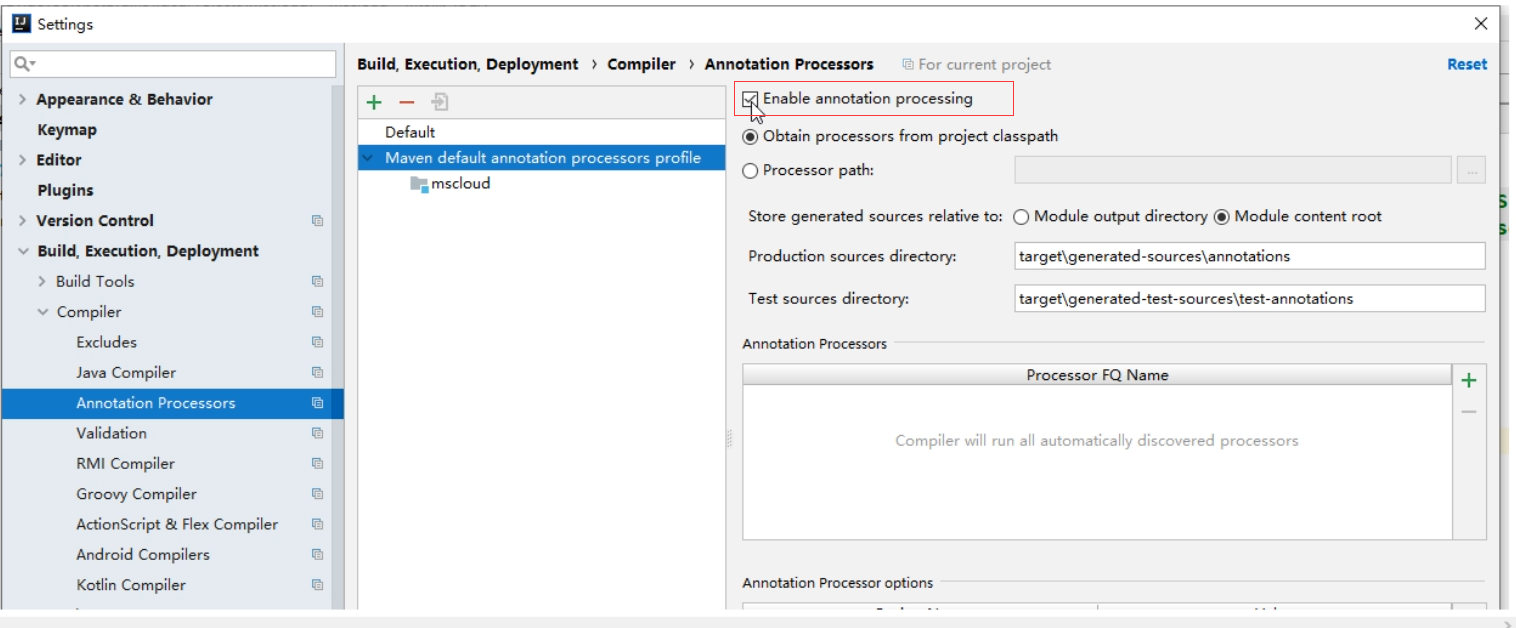 Settings
Appearance & Behavior
Keymap
Editor
Plugins
Version Control
Build, Execution, Deployment
Build Tools
Compiler
Excludes
Java Compiler
Annotation Processors
Validation
RMI Compiler
Groovy Compiler
ActionScript & Flex Compiler
Android Compilers
Kotlin Compiler
Build, Execution, Deployment › Compiler › Annotation Processors For current project Reset
Default
Maven default annotation processors profile
mscloud
Enable annotation processing
Obtain processors from project classpath
Processor path: ...
Store generated sources relative to: Module output directory Module content root
Production sources directory: target\generated-sources\annotations
Test sources directory: target\generated-test-sources\test-annotations
Annotation Processors
Processor FQ Name
Compiler will run all automatically discovered processors
Annotation Processor options